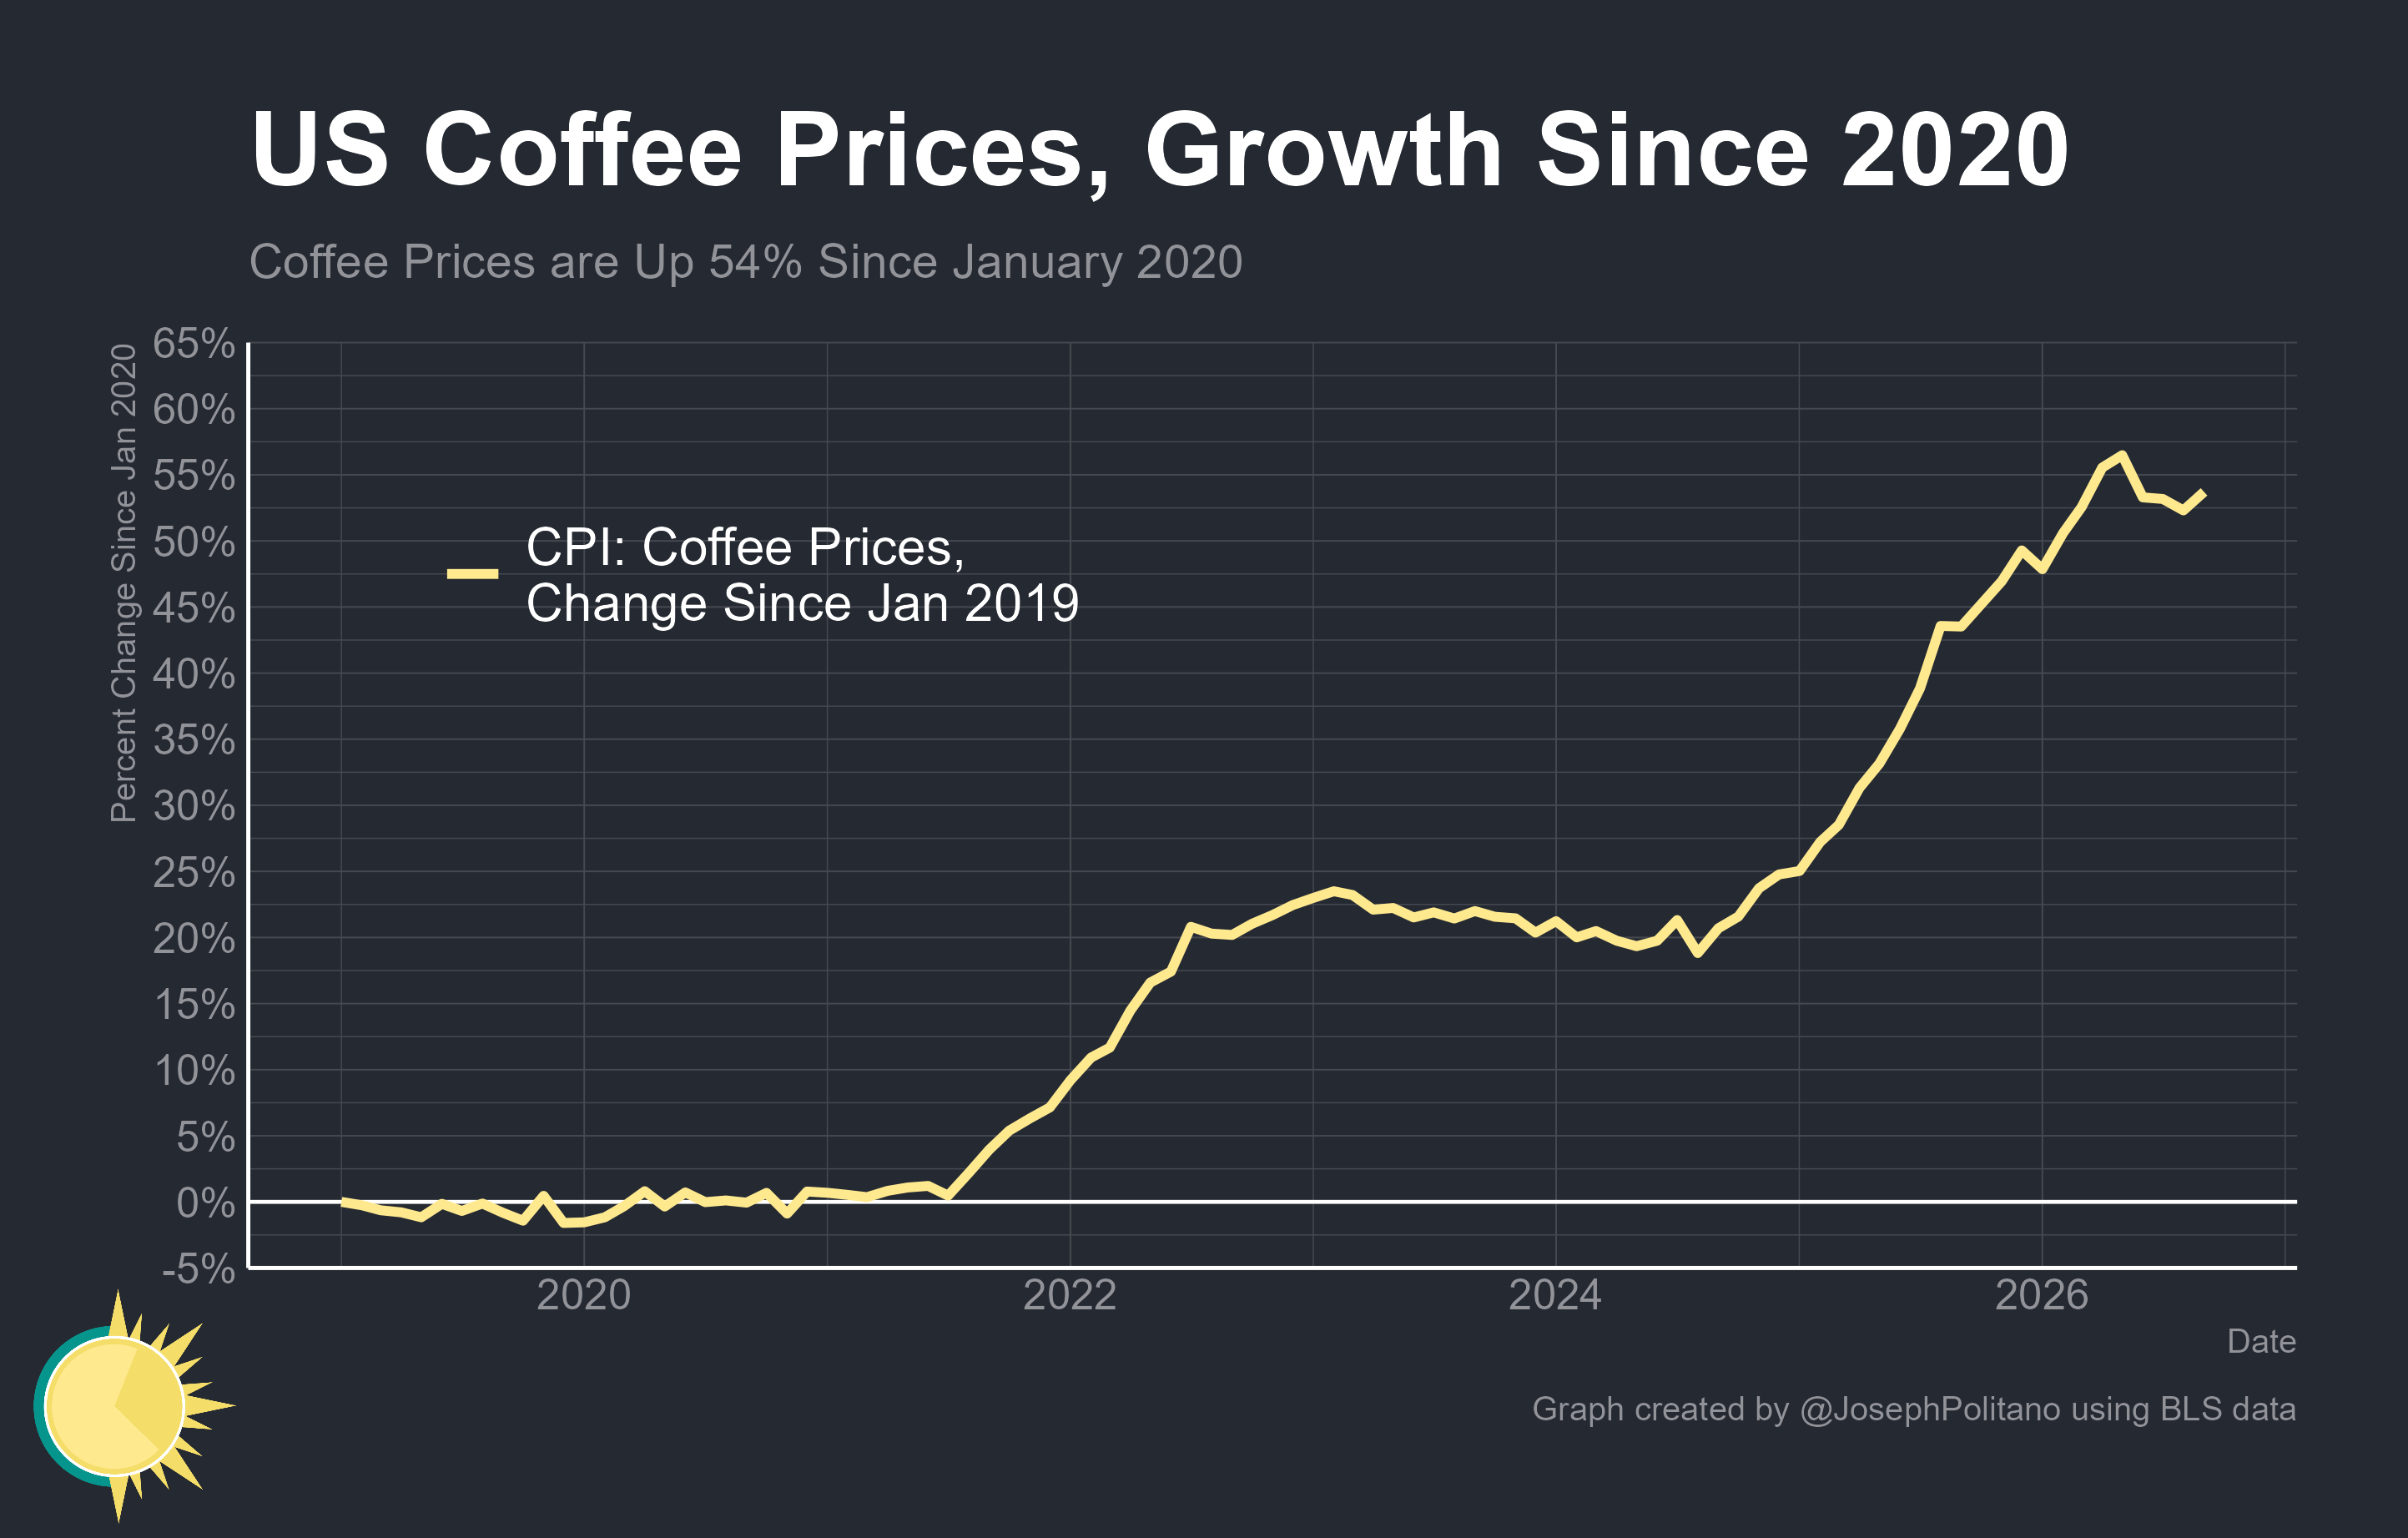 US Coffee Prices, Growth Since 2020
Coffee Prices are Up 54% Since January 2020
Percent Change Since Jan 2020
65%
60%
55%
50%
45%
40%
35%
30%
25%
20%
15%
10%
5%
0%
-5%
CPI: Coffee Prices,
Change Since Jan 2019
2020
2022
2024
2026
Date
Graph created by @JosephPolitano using BLS data